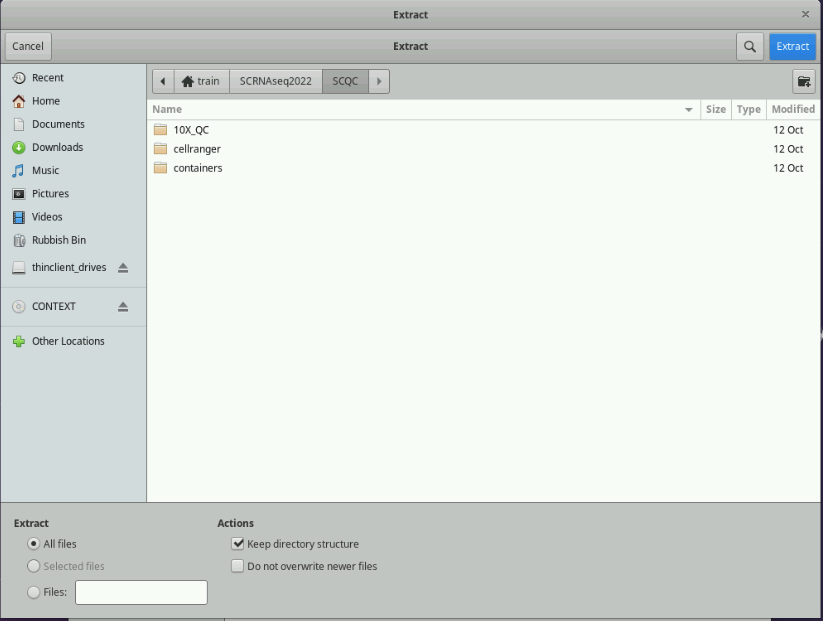 Extract
Cancel Extract Extract
train SCRNAseq2022 SCQC
Recent
Home
Documents
Downloads
Music
Pictures
Videos
Rubbish Bin
thinclient_drives
CONTEXT
Other Locations
Name Size Type Modified
10X_QC 12 Oct
cellranger 12 Oct
containers 12 Oct
Extract
All files
Selected files
Files:
Actions
Keep directory structure
Do not overwrite newer files